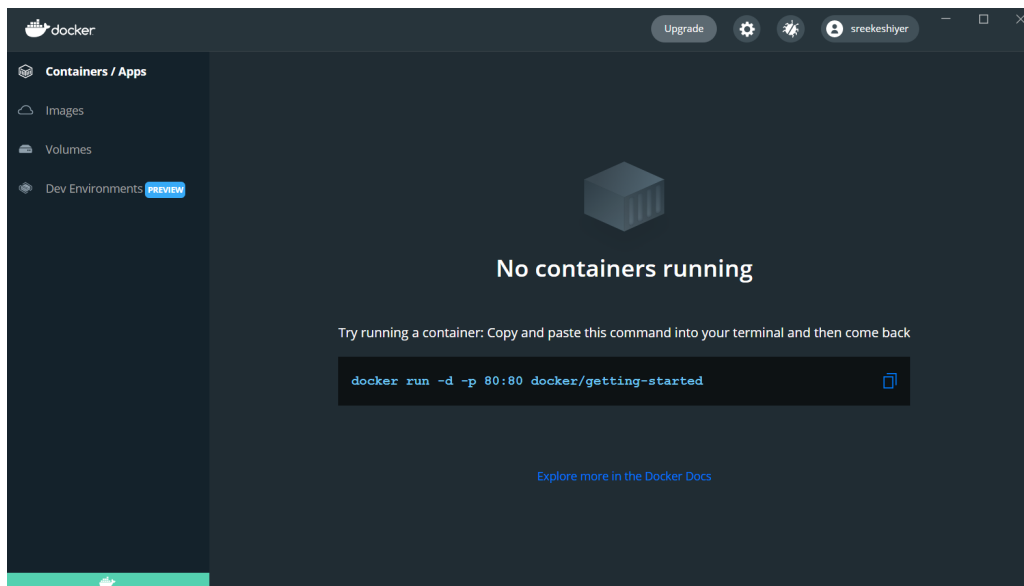 docker
Upgrade
sreekeshiyer
Containers / Apps
Images
Volumes
Dev Environments PREVIEW
No containers running
Try running a container: Copy and paste this command into your terminal and then come back
docker run -d -p 80:80 docker/getting-started
Explore more in the Docker Docs